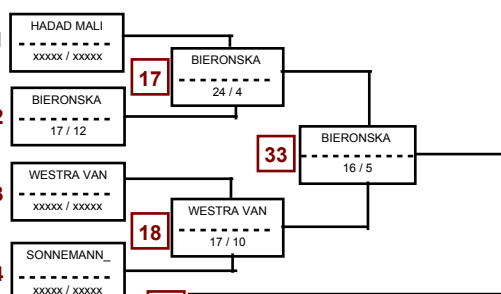 HADAD MALI
xxxxx / xxxxx
17
BIERONSKA
24 / 4
2
BIERONSKA
17 / 12
33
BIERONSKA
16 / 5
WESTRA VAN
xxxxx / xxxxx
18
WESTRA VAN
17 / 10
SONNEMANN_
xxxxx / xxxxx